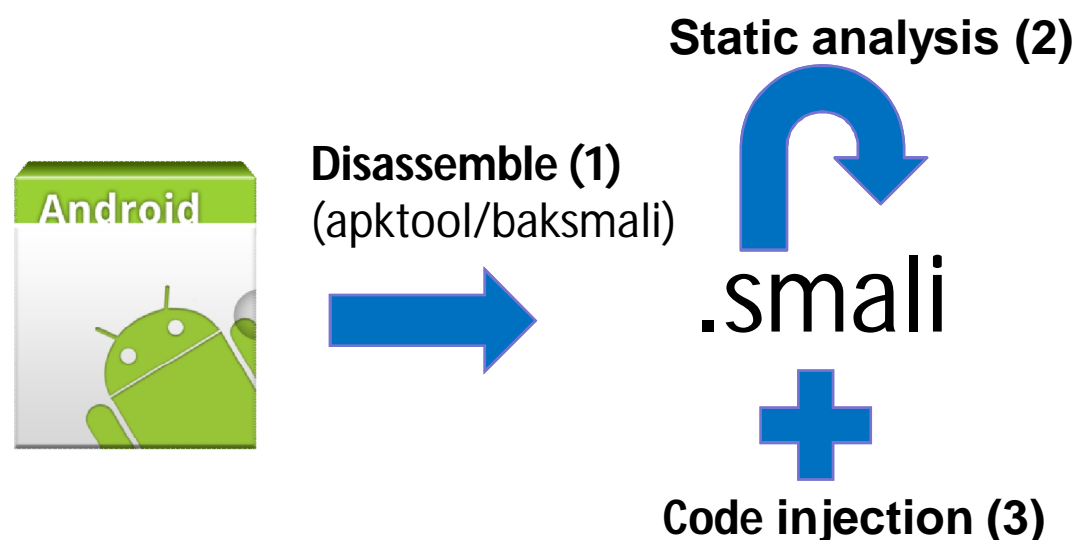 Static analysis (2)
Disassemble (1)
(apktool/baksmali)
Android
.smali
Code injection (3)